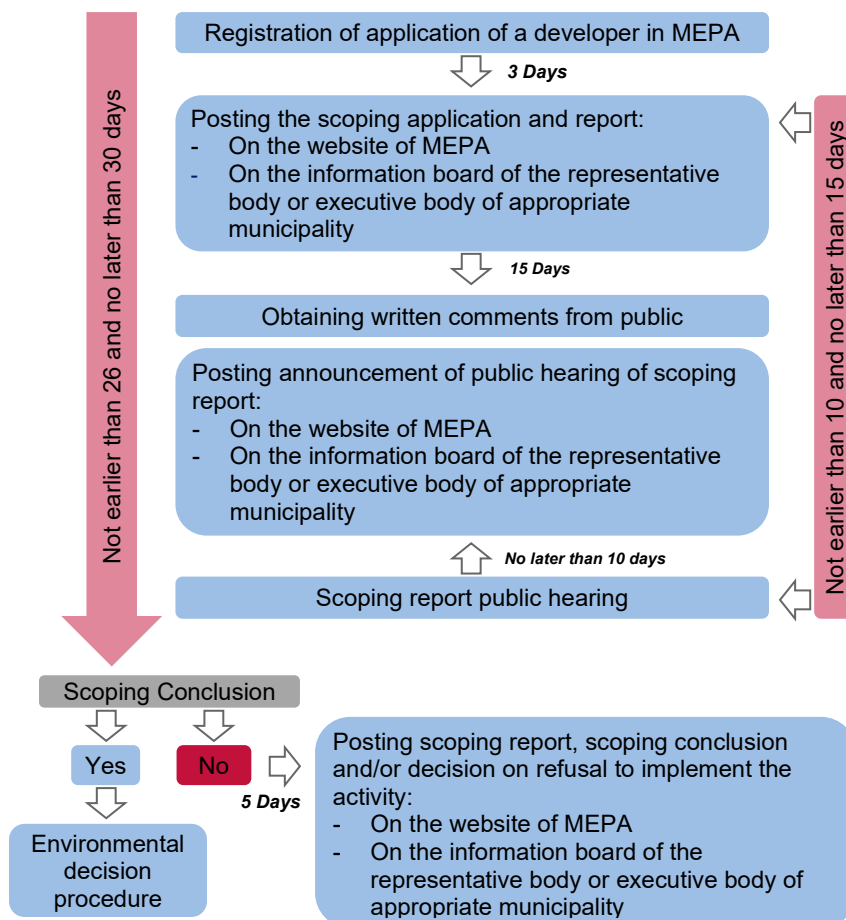 Registration of application of a developer in MEPA
3 Days
Posting the scoping application and report:
- On the website of MEPA
- On the information board of the representative
body or executive body of appropriate
municipality
15 Days
Obtaining written comments from public
Posting announcement of public hearing of scoping
report:
- On the website of MEPA
- On the information board of the representative
body or executive body of appropriate
municipality
No later than 10 days
Scoping report public hearing
Not earlier than 26 and no later than 30 days
Not earlier than 10 and no later than 15 days
Scoping Conclusion
Yes
No
5 Days
Environmental
decision
procedure
Posting scoping report, scoping conclusion
and/or decision on refusal to implement the
activity:
- On the website of MEPA
- On the information board of the
representative body or executive body of
appropriate municipality